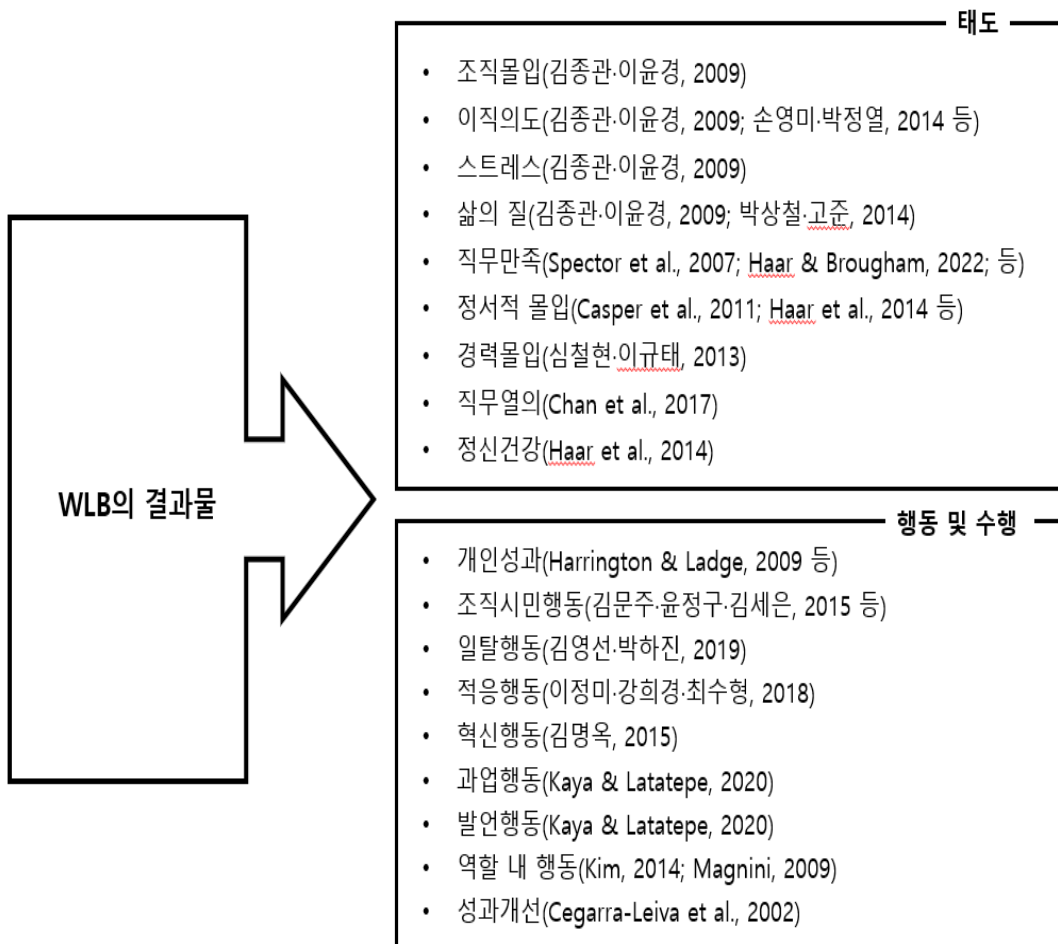 태도
• 조직몰입(김종관·이윤경, 2009)
• 이직의도(김종관·이윤경, 2009; 손영미·박정열, 2014 등)
• 스트레스(김종관·이윤경, 2009)
• 삶의 질(김종관·이윤경, 2009; 박상철·고준, 2014)
• 직무만족(Spector et al., 2007; Haar & Brougham, 2022; 등)
• 정서적 몰입(Casper et al., 2011; Haar et al., 2014 등)
• 경력몰입(심철현·이규태, 2013)
• 직무열의(Chan et al., 2017)
• 정신건강(Haar et al., 2014)
WLB의 결과물
행동 및 수행
• 개인성과(Harrington & Ladge, 2009 등)
• 조직시민행동(김문주·윤정구·김세은, 2015 등)
• 일탈행동(김영선·박하진, 2019)
• 적응행동(이정미·강희경·최수형, 2018)
• 혁신행동(김명옥, 2015)
• 과업행동(Kaya & Latatepe, 2020)
• 발언행동(Kaya & Latatepe, 2020)
• 역할 내 행동(Kim, 2014; Magnini, 2009)
• 성과개선(Cegarra-Leiva et al., 2002)